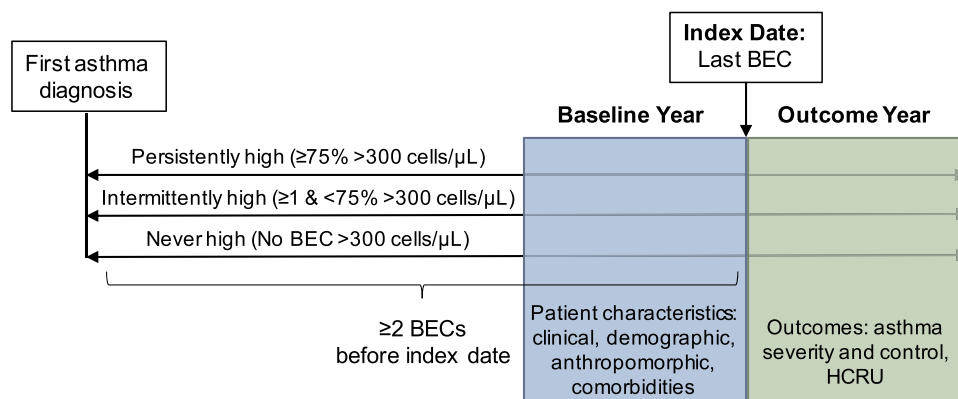 Index Date:
Last BEC
First asthma
diagnosis
Baseline Year
Outcome Year
Persistently high (≥75% >300 cells/µL)
Intermittently high (≥1 & <75% >300 cells/µL)
Never high (No BEC >300 cells/µL)
≥2 BECs
before index date
Patient characteristics:
clinical, demographic,
anthropomorphic,
comorbidities
Outcomes: asthma
severity and control,
HCRU